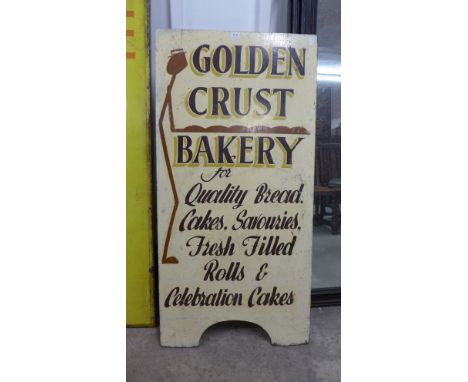 GOLDEN
CRUST
BAKERY
for
Quality Bread.
Cakes, Savouries,
Fresh Filled
Rolls &
Celebration Cakes